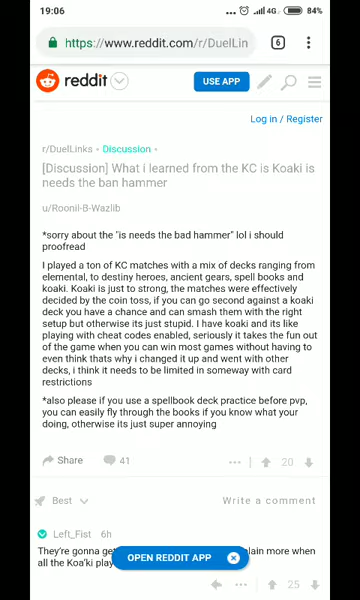 19:06 ... 4G 84%
https://www.reddit.com/r/DuelLin 6
reddit USE APP
Log in / Register
r/DuelLinks • Discussion •
[Discussion] What i learned from the KC is Koaki is
needs the ban hammer
u/Roonil-B-Wazlib
*sorry about the "is needs the bad hammer" lol i should
proofread
I played a ton of KC matches with a mix of decks ranging from
elemental, to destiny heroes, ancient gears, spell books and
koaki. Koaki is just to strong, the matches were effectively
decided by the coin toss, if you can go second against a koaki
deck you have a chance and can smash them with the right
setup but otherwise its just stupid. I have koaki and its like
playing with cheat codes enabled, seriously it takes the fun out
of the game when you can win most games without having to
even think thats why i changed it up and went with other
decks, i think it needs to be limited in someway with card
restrictions
*also please if you use a spellbook deck practice before pvp,
you can easily fly through the books if you know what your
doing, otherwise its just super annoying
Share 41 ... 20
Best Write a comment
Left_Fist 6h
They're gonna get plain more when
OPEN REDDIT APP
all the Koa'ki play
... 25